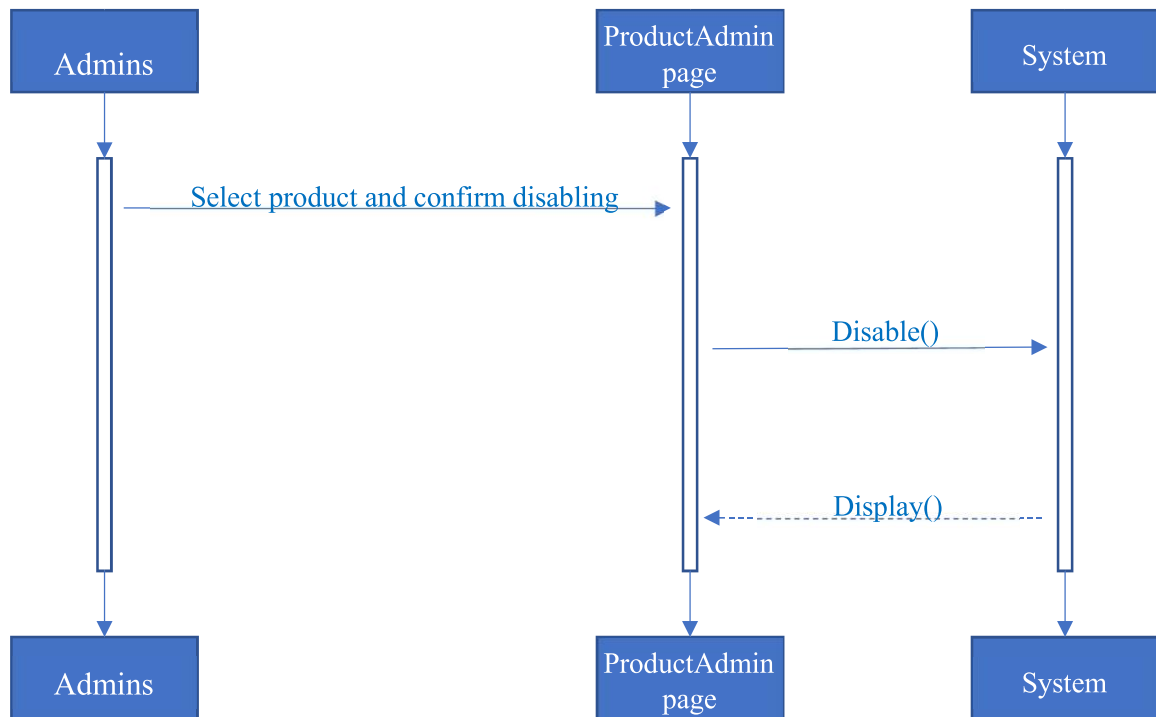 Admins
ProductAdmin
page
System
Select product and confirm disabling
Disable()
Display()
Admins
ProductAdmin
page
System